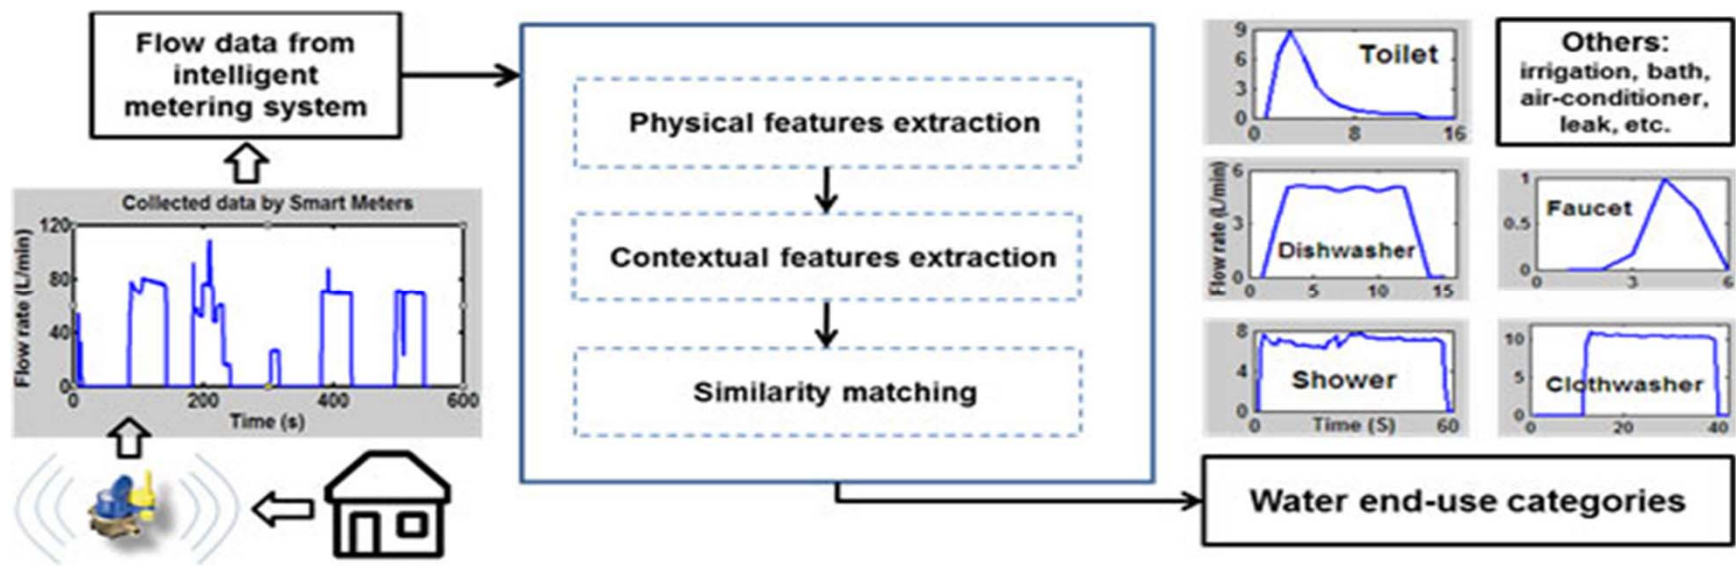 Flow data from
intelligent
metering system
Collected data by Smart Meters
Flow rate (L/min)
120
80
40
0
0 200 400 600
Time (s)
Physical features extraction
Contextual features extraction
Similarity matching
Toilet
9
6
3
0
0 8 16
Others:
irrigation, bath,
air-conditioner,
leak, etc.
Flow rate (L/min)
6
3
0
Dishwasher
0 5 10 15
Faucet
1
0.5
0
3 6
8
4
0
Shower
0 Time (S) 60
10
5
0
Clothwasher
0 20 40
Water end-use categories